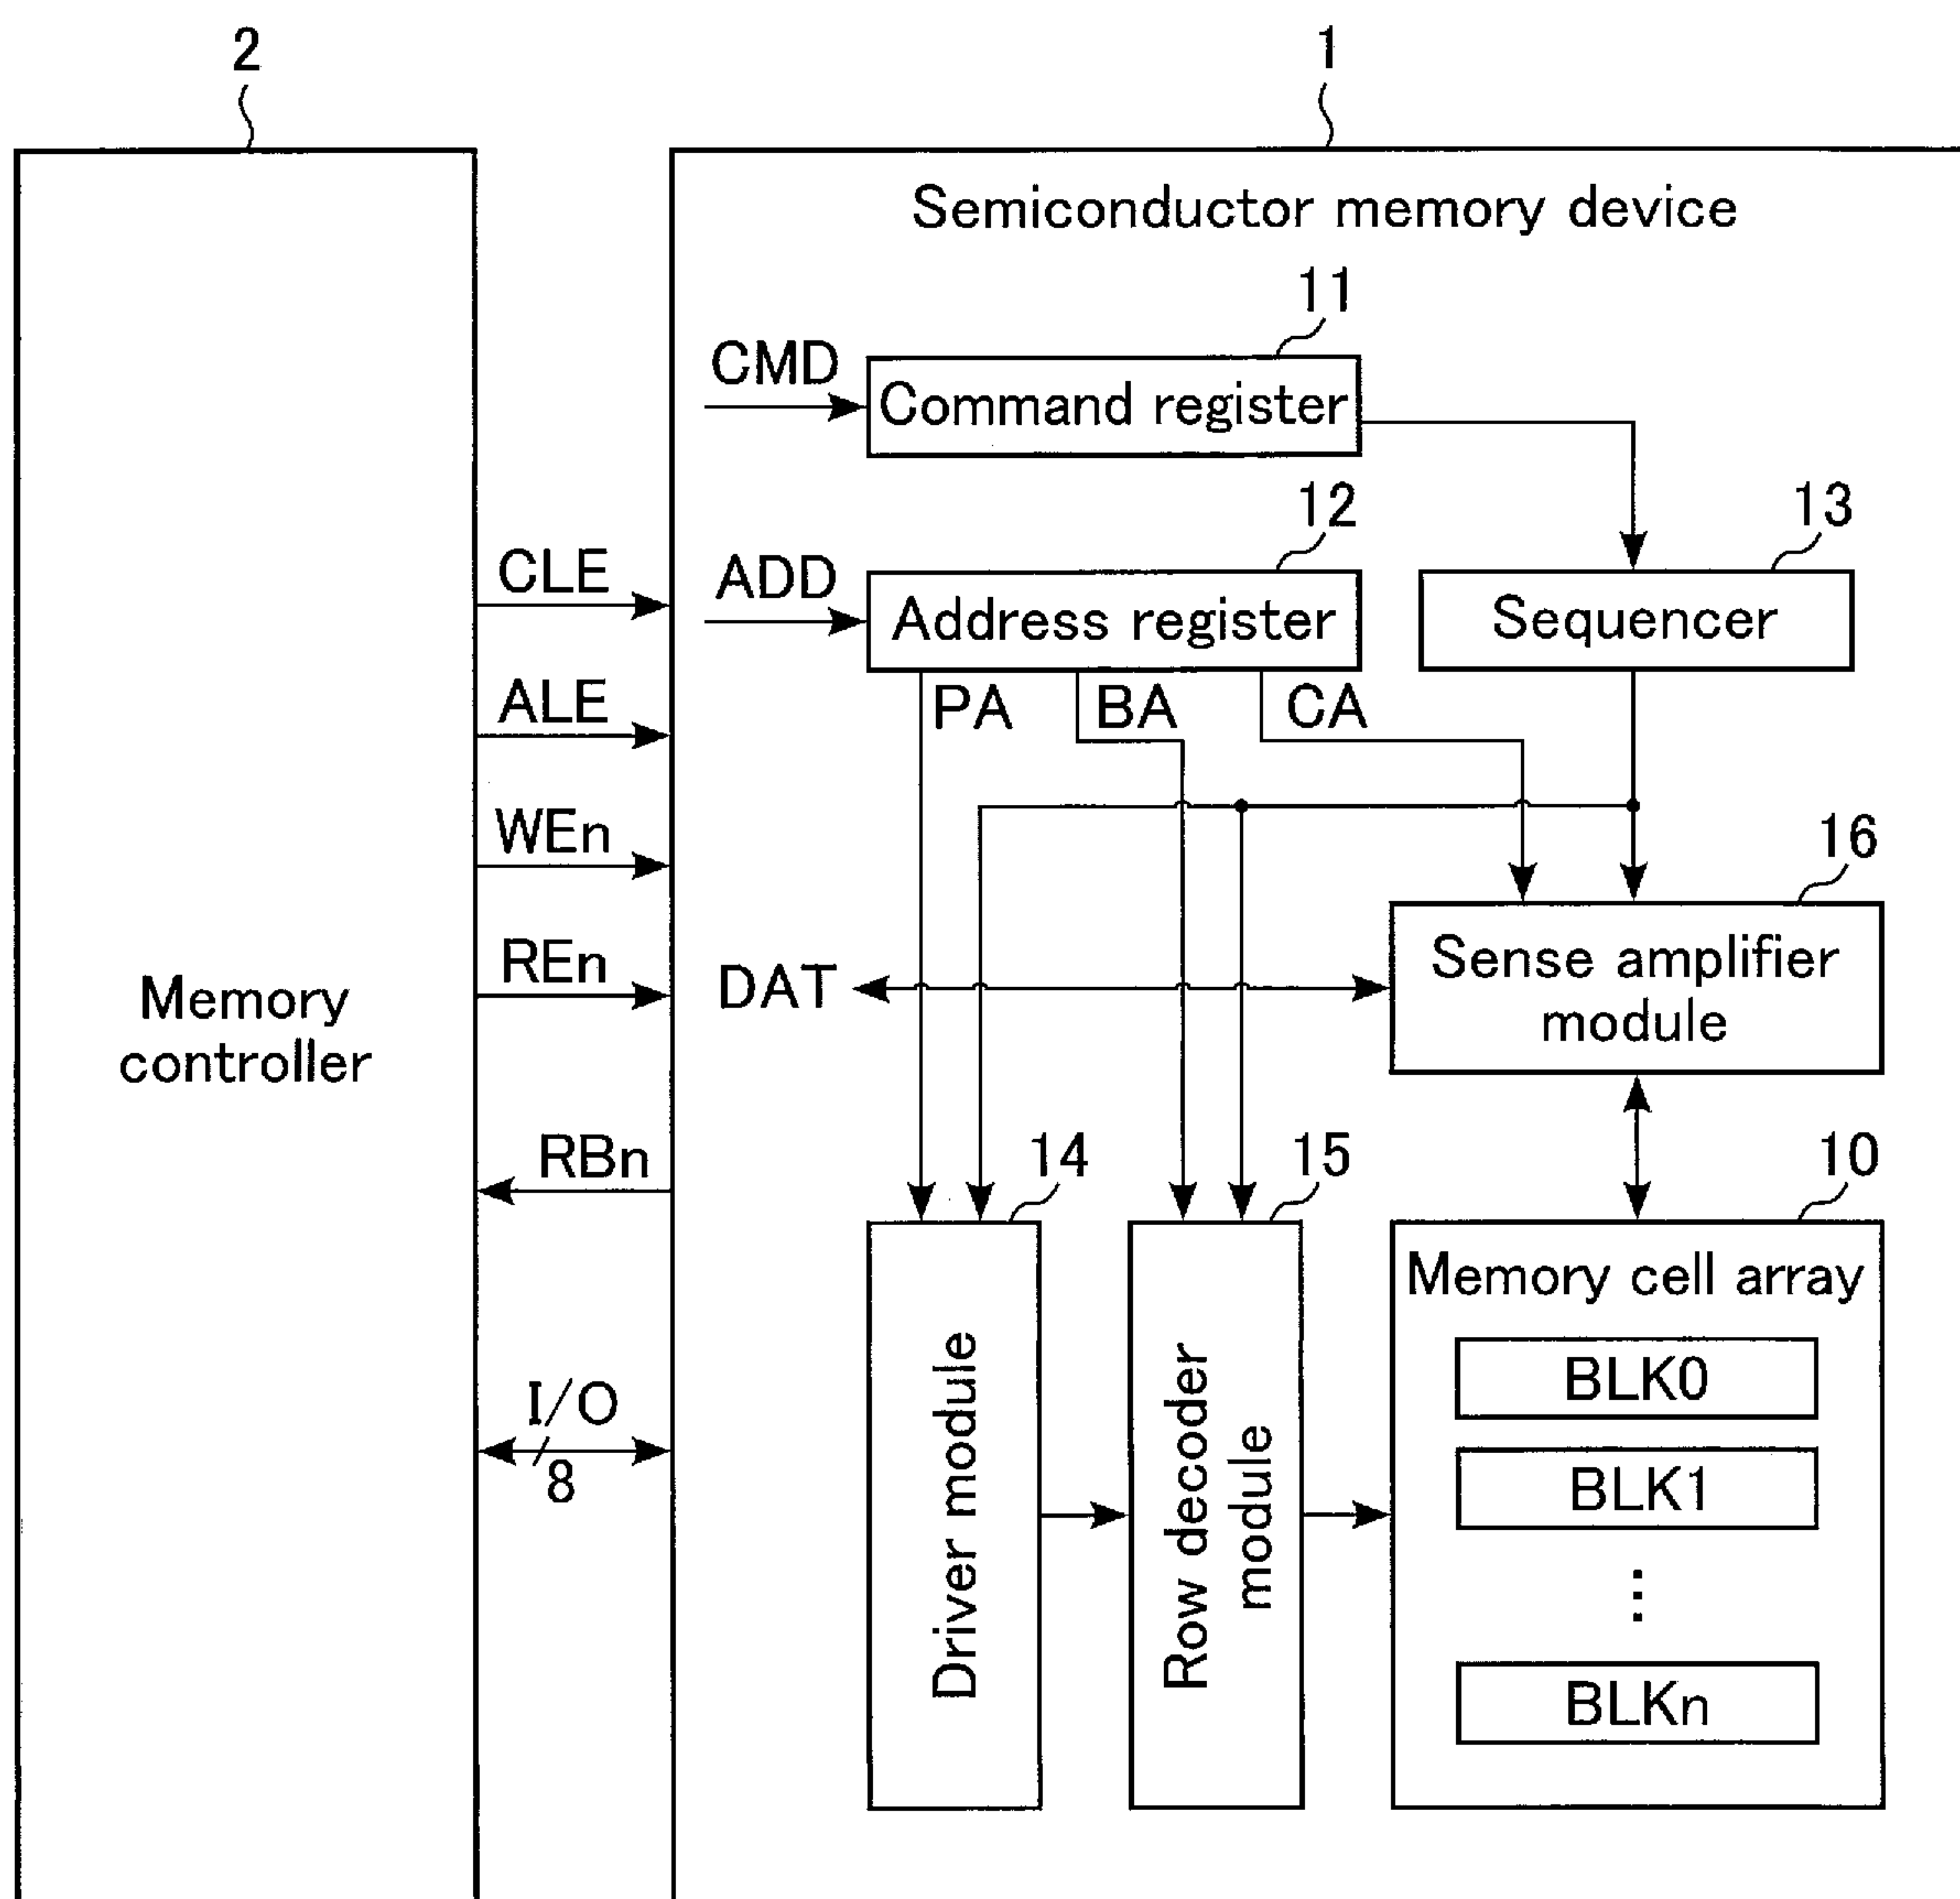 2
1
Semiconductor memory device
11
CMD
Command register
12
13
CLE
ADD
Address register
Sequencer
ALE
PA
BA
CA
WEn
16
REn
DAT
Sense amplifier
module
Memory
controller
RBn
14
15
10
Memory cell array
I/O
8
Driver module
Row decoder
module
BLK0
BLK1
⋮
BLKn